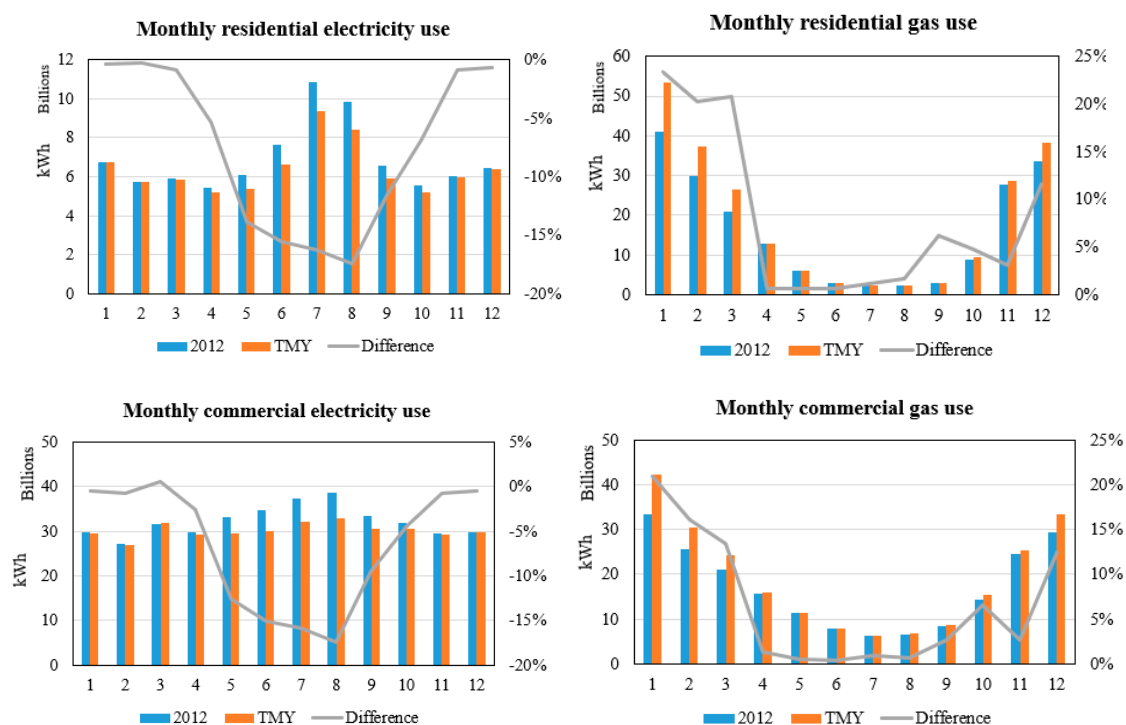 Monthly residential electricity use
Billions
kWh
12
10
8
6
4
2
0
0%
-5%
-10%
-15%
-20%
1 2 3 4 5 6 7 8 9 10 11 12
2012 TMY Difference
Monthly residential gas use
Billions
kWh
60
50
40
30
20
10
0
25%
20%
15%
10%
5%
0%
1 2 3 4 5 6 7 8 9 10 11 12
2012 TMY Difference
Monthly commercial electricity use
Billions
kWh
50
40
30
20
10
0
5%
0%
-5%
-10%
-15%
-20%
1 2 3 4 5 6 7 8 9 10 11 12
2012 TMY Difference
Monthly commercial gas use
Billions
kWh
50
40
30
20
10
0
25%
20%
15%
10%
5%
0%
1 2 3 4 5 6 7 8 9 10 11 12
2012 TMY Difference